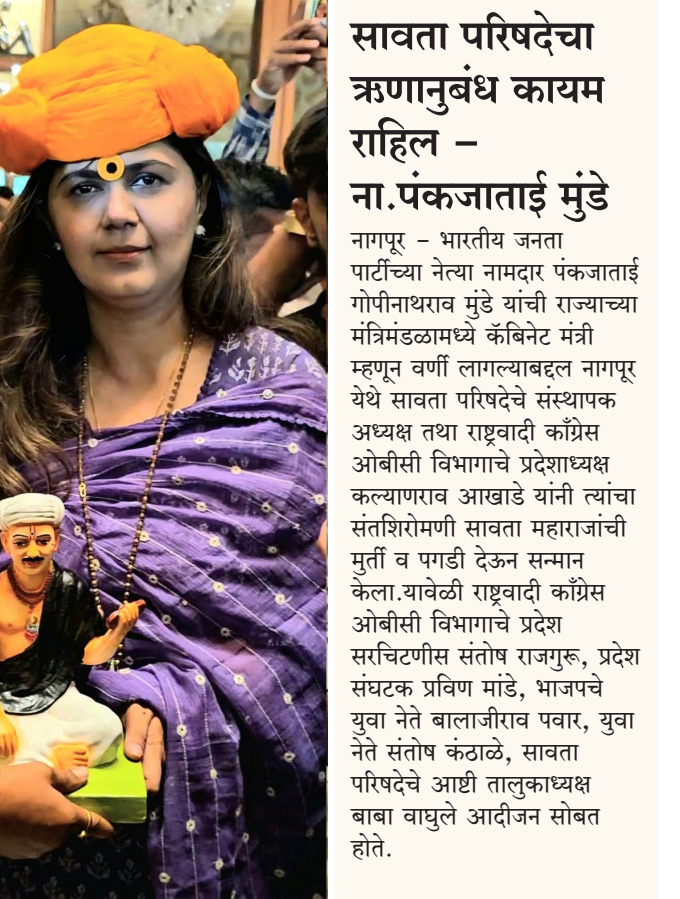 सावता परिषदेचा
ऋणानुबंध कायम
राहिल –
ना.पंकजाताई मुंडे
नागपूर - भारतीय जनता
पार्टीच्या नेत्या नामदार पंकजाताई
गोपीनाथराव मुंडे यांची राज्याच्या
मंत्रिमंडळामध्ये कॅबिनेट मंत्री
म्हणून वर्णी लागल्याबद्दल नागपूर
येथे सावता परिषदेचे संस्थापक
अध्यक्ष तथा राष्ट्रवादी काँग्रेस
ओबीसी विभागाचे प्रदेशाध्यक्ष
कल्याणराव आखाडे यांनी त्यांचा
संतशिरोमणी सावता महाराजांची
मुर्ती व पगडी देऊन सन्मान
केला.यावेळी राष्ट्रवादी काँग्रेस
ओबीसी विभागाचे प्रदेश
सरचिटणीस संतोष राजगुरू, प्रदेश
संघटक प्रविण मांडे, भाजपचे
युवा नेते बालाजीराव पवार, युवा
नेते संतोष कंठाळे, सावता
परिषदेचे आष्टी तालुकाध्यक्ष
बाबा वाघुले आदीजन सोबत
होते.